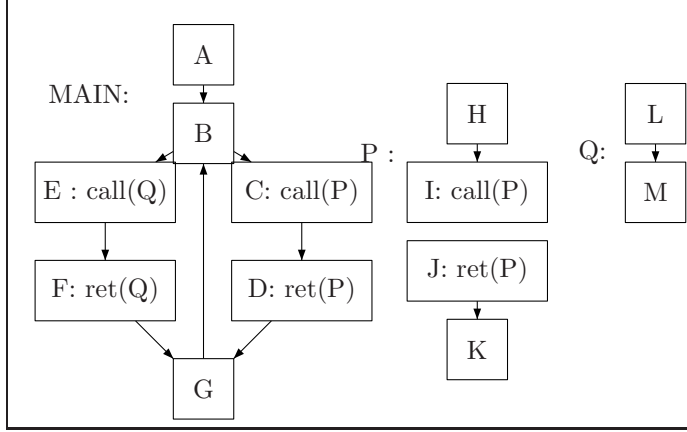 A
MAIN:
B
H
L
P :
Q:
E : call(Q)
C: call(P)
I: call(P)
M
F: ret(Q)
D: ret(P)
J: ret(P)
K
G